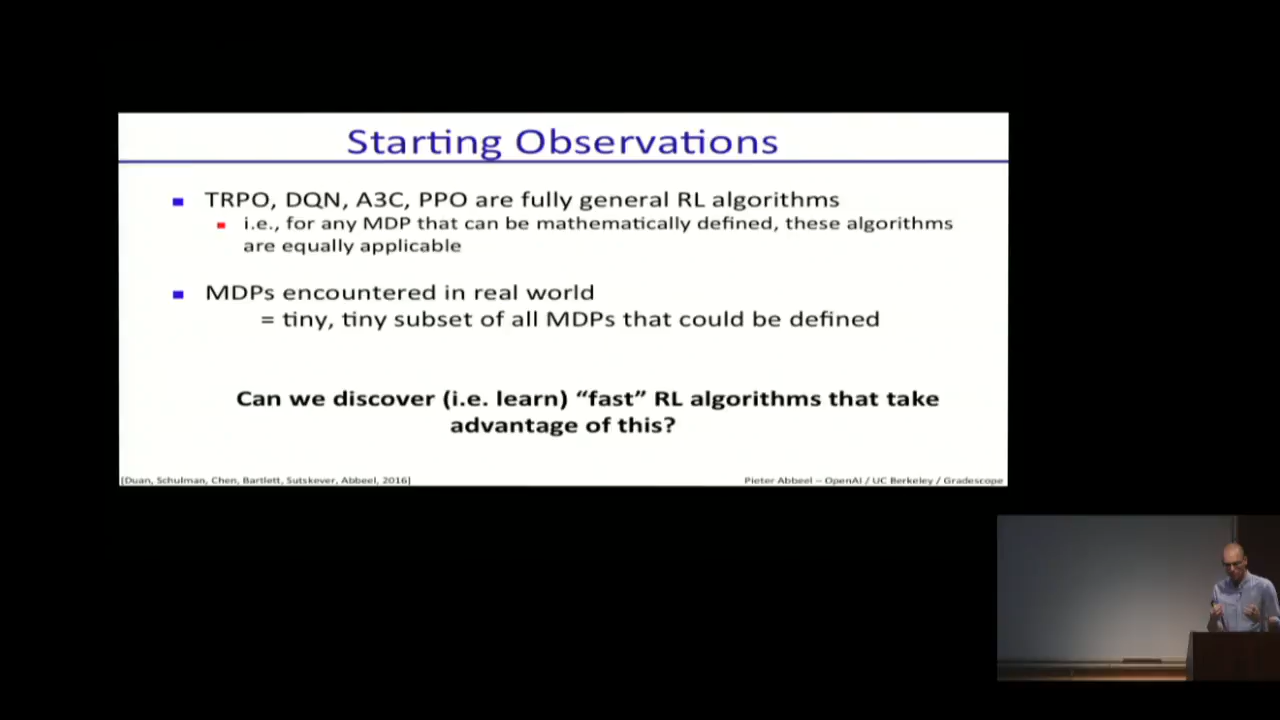 Starting Observations
TRPO, DQN, A3C, PPO are fully general RL algorithms
i.e., for any MDP that can be mathematically defined, these algorithms
are equally applicable
MDPs encountered in real world
= tiny, tiny subset of all MDPs that could be defined
Can we discover (i.e. learn) “fast” RL algorithms that take
advantage of this?
[Duan, Schulman, Chen, Bartlett, Sutskever, Abbeel, 2016]
Pieter Abbeel – OpenAI / UC Berkeley / Gradescope